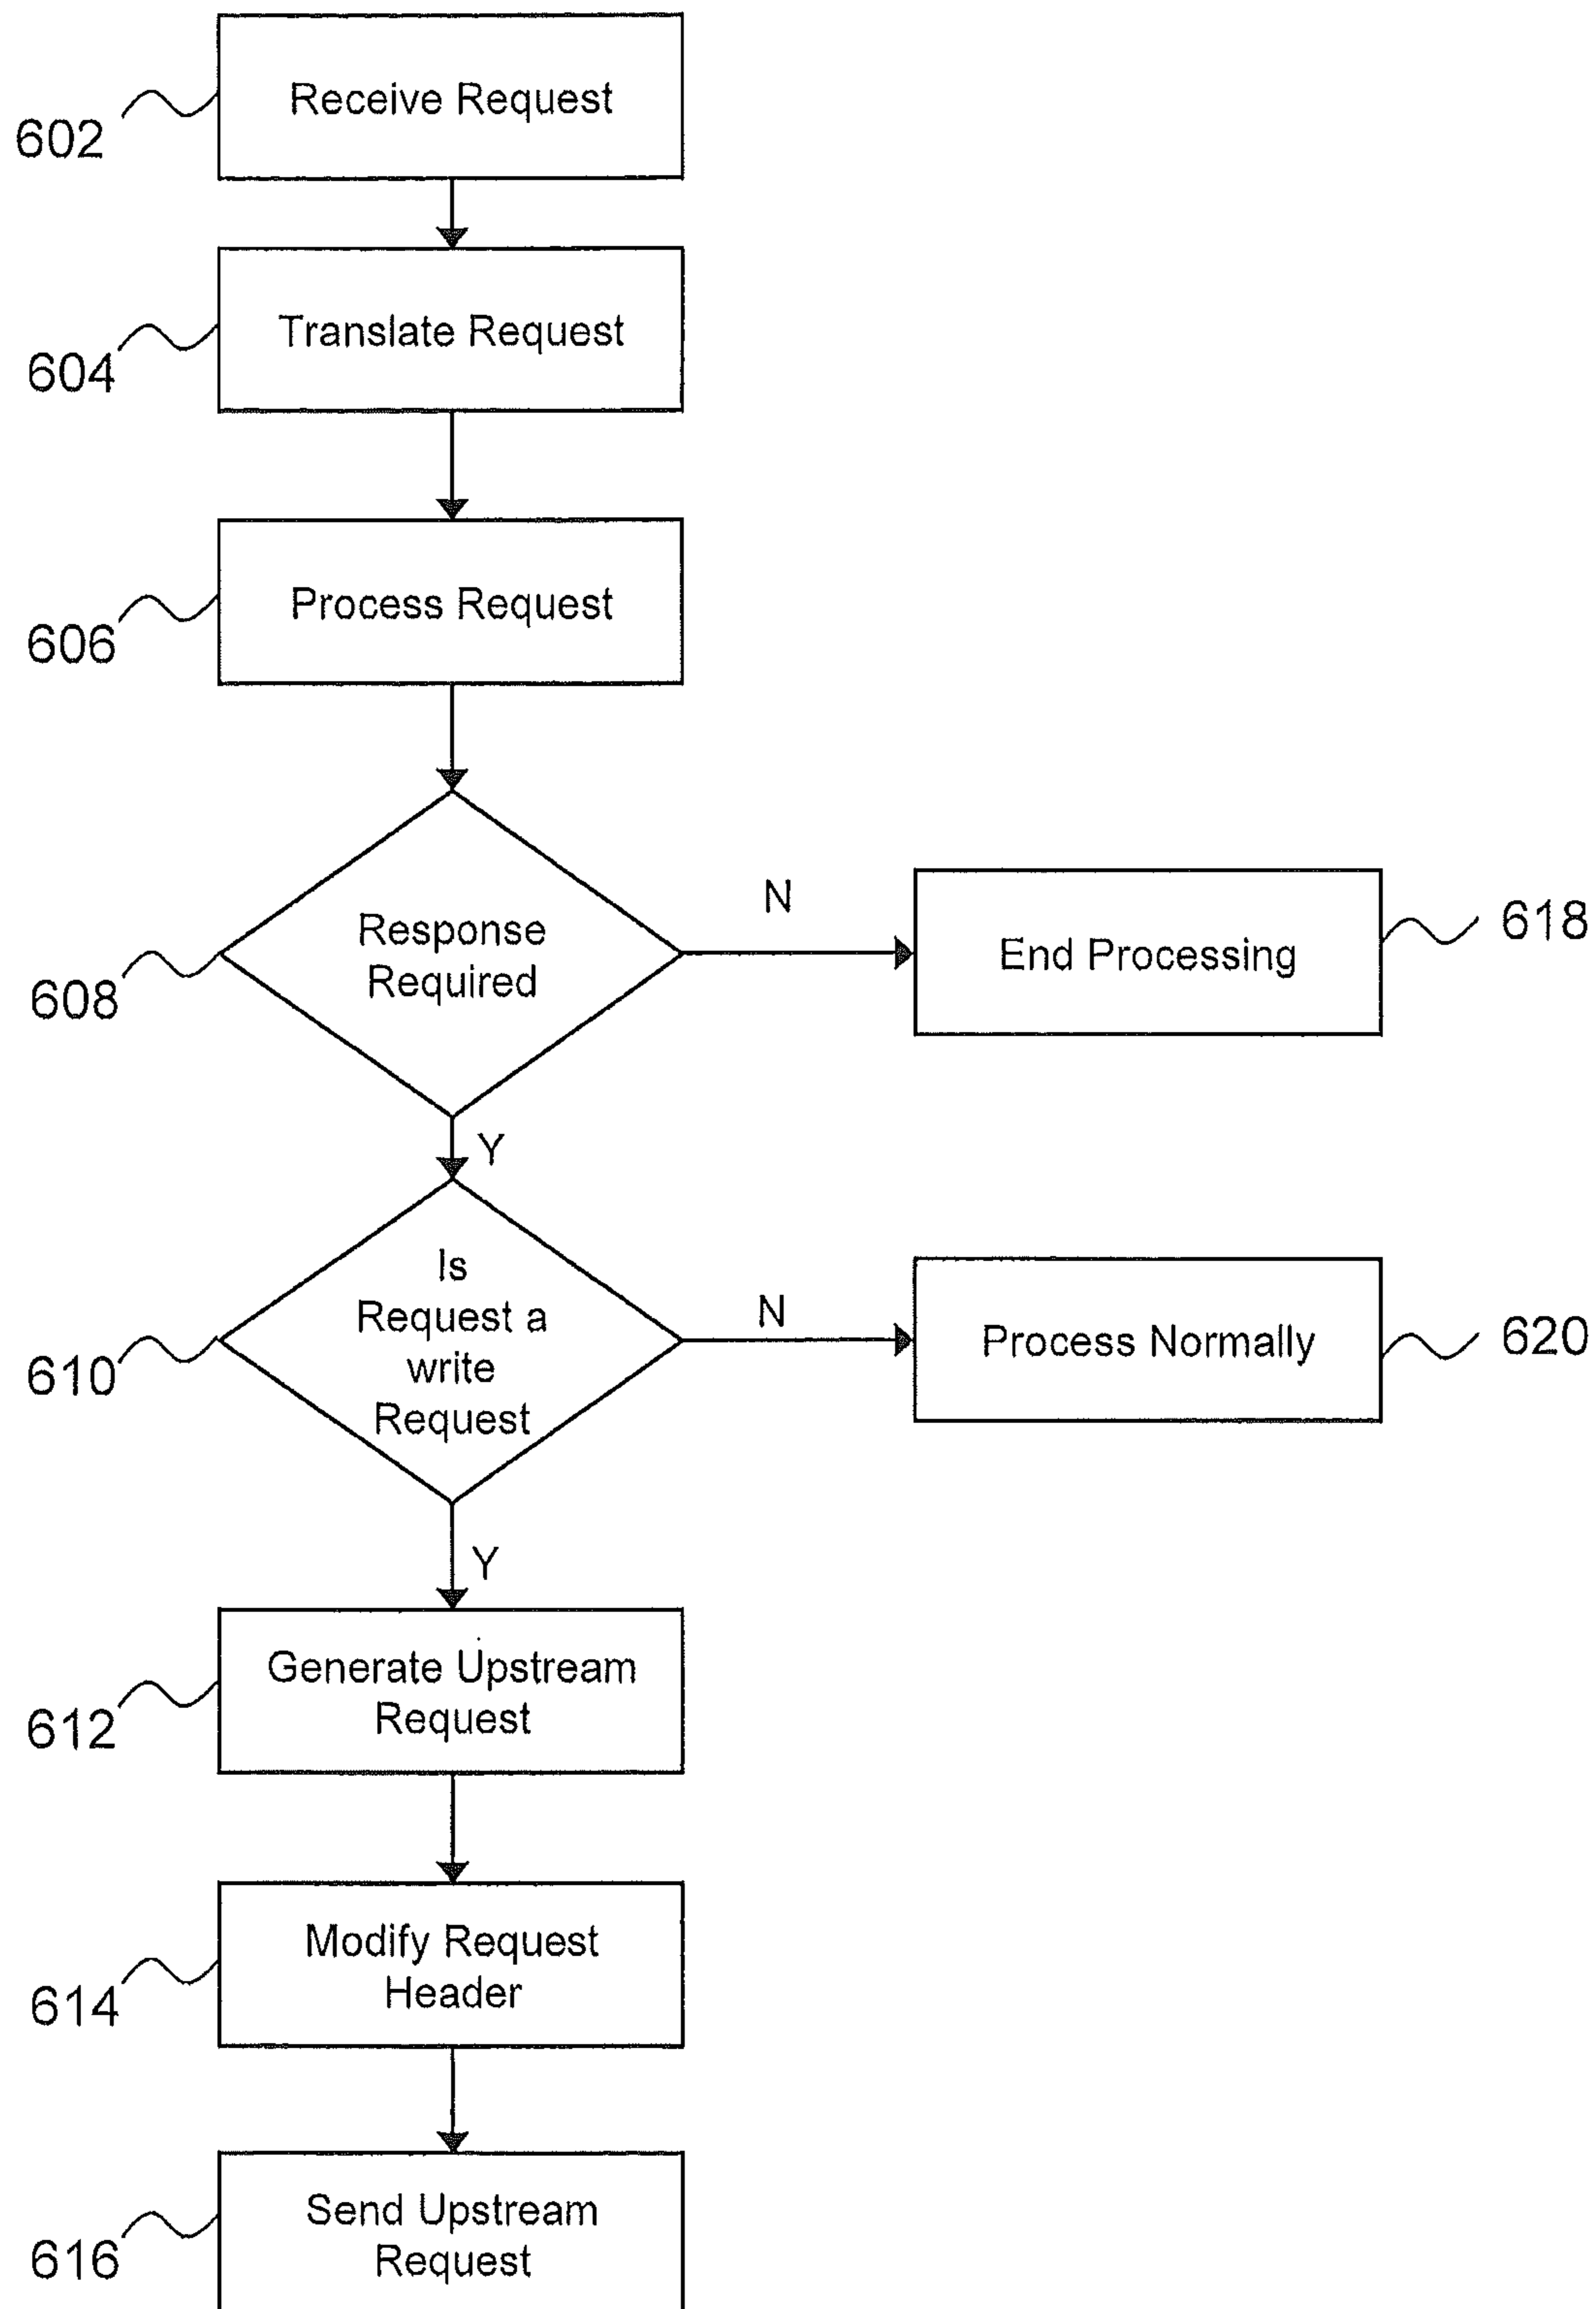 Receive Request
602
Translate Request
604
Process Request
606
Response
Required
608
N
End Processing
618
Y
Is
Request a
write
Request
610
N
Process Normally
620
Y
Generate Upstream
Request
612
Modify Request
Header
614
Send Upstream
Request
616